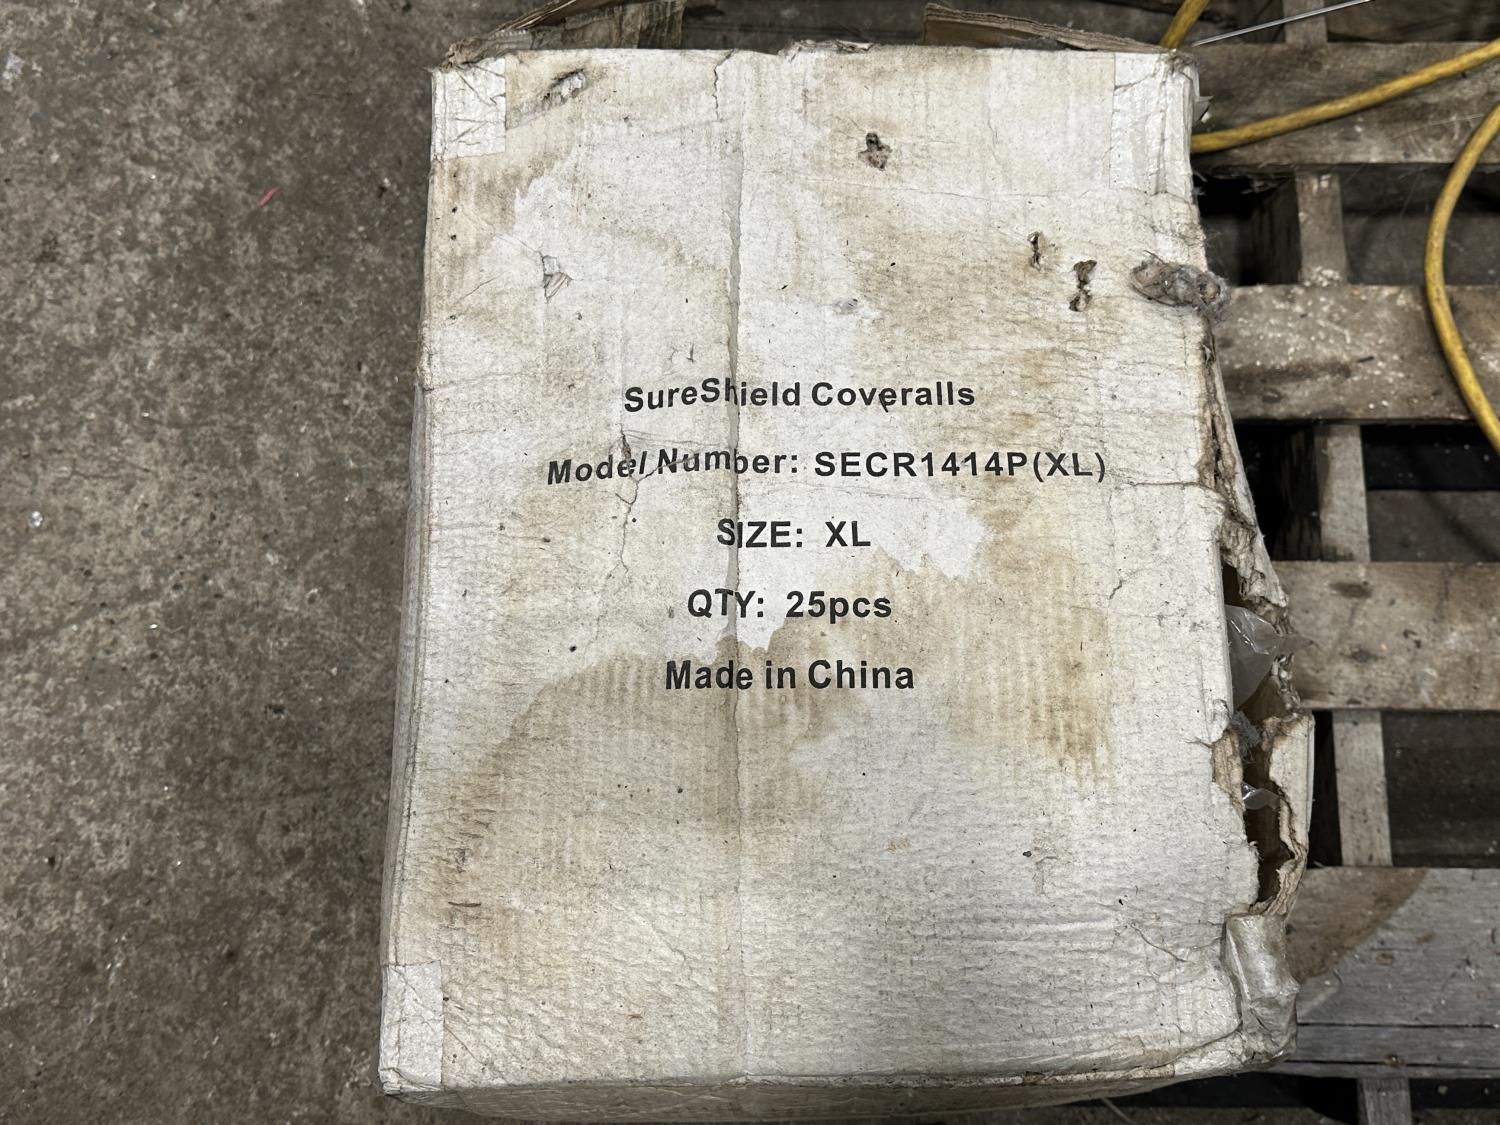 SureShield Coveralls
Model Number: SECR1414P(XL)
SIZE: XL
QTY: 25pcs
Made in China